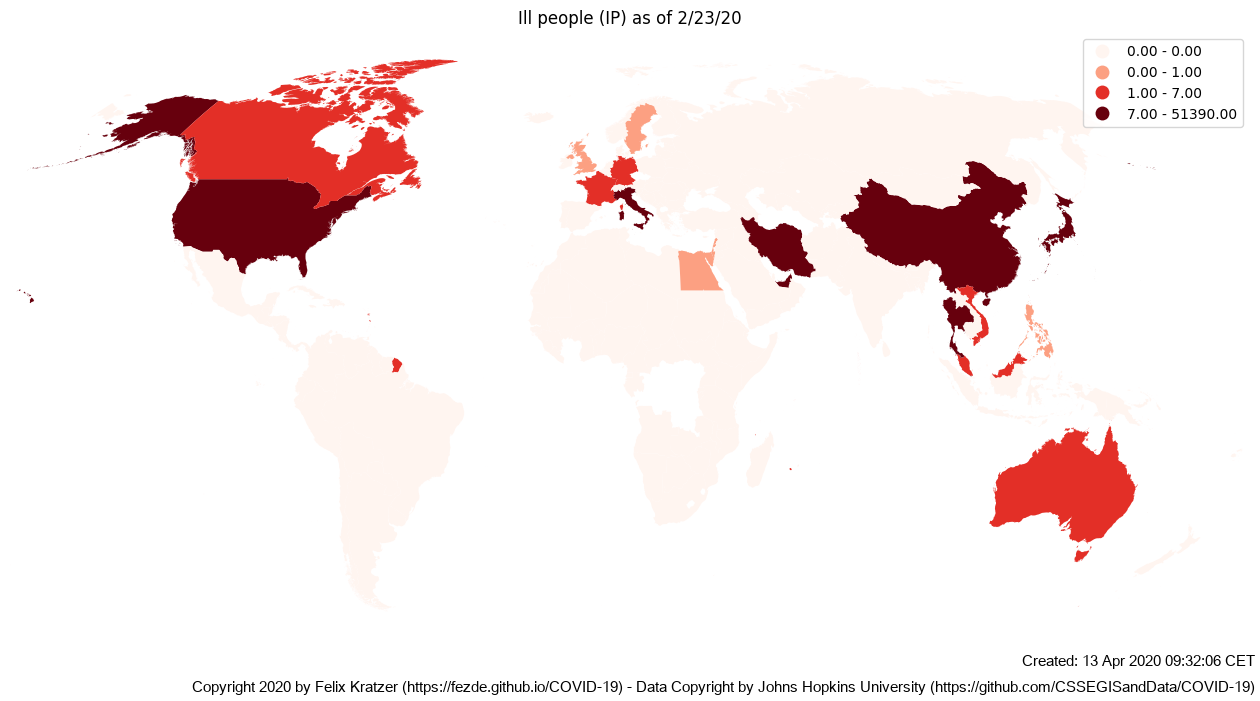 Ill people (IP) as of 2/23/20
0.00 - 0.00
0.00 - 1.00
1.00 - 7.00
7.00 - 51390.00
Created: 13 Apr 2020 09:32:06 CET
Copyright 2020 by Felix Kratzer (https://fezde.github.io/COVID-19) - Data Copyright by Johns Hopkins University (https://github.com/CSSEGISandData/COVID-19)